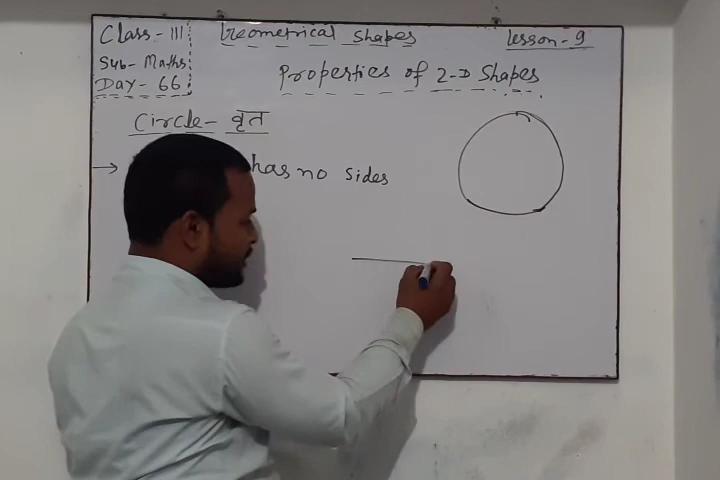 Class- III Geometrical shapes Lesson-9
Sub- Maths
Day- 66 Properties of 2-D Shapes
Circle- वृत
→ has no sides